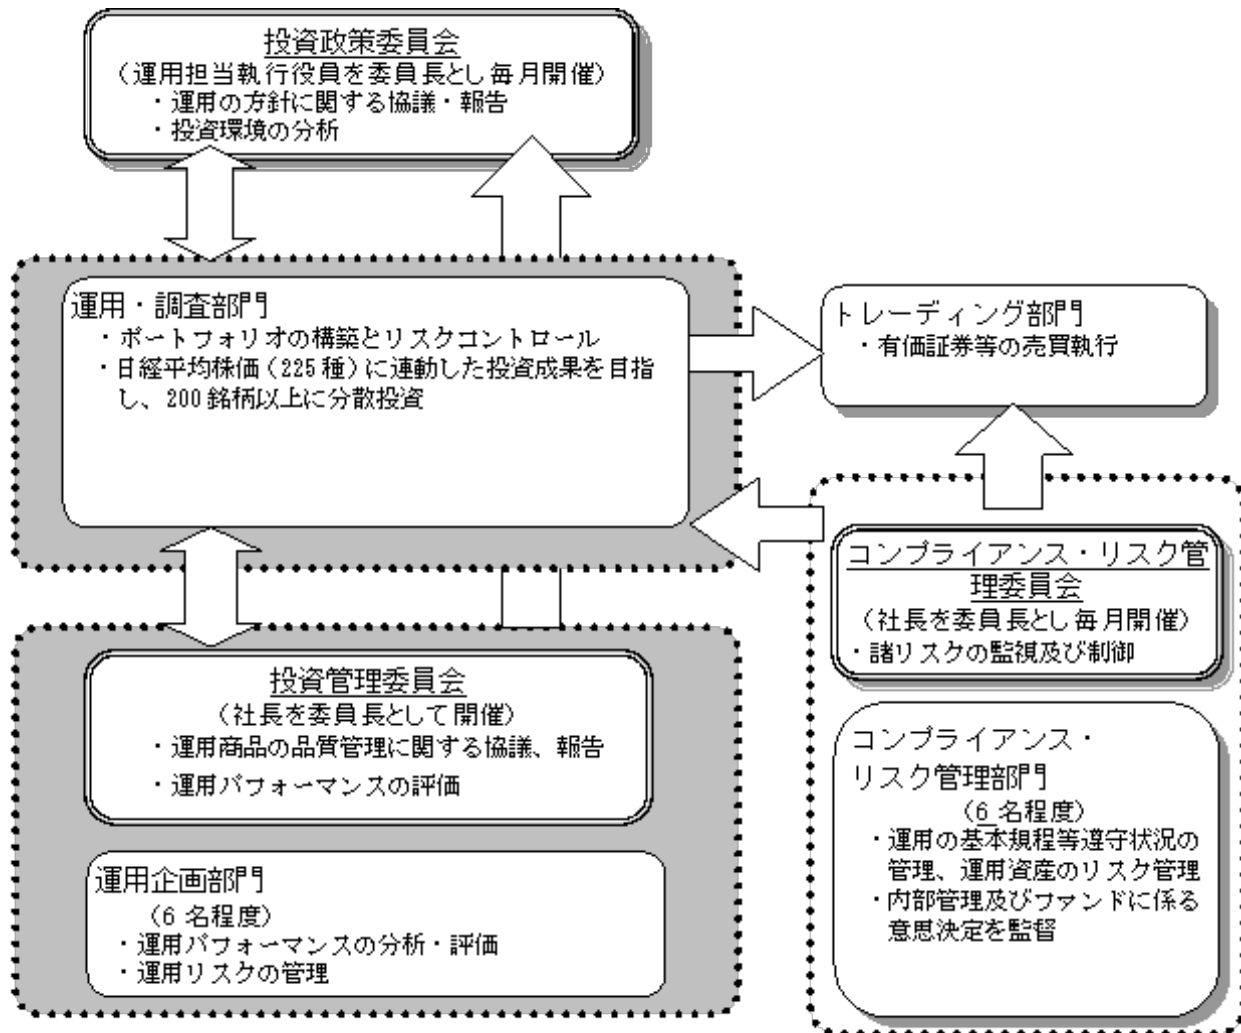 投資政策委員会
(運用担当執行役員を委員長とし毎月開催)
・運用の方針に関する協議・報告
・投資環境の分析
運用・調査部門
・ポートフォリオの構築とリスクコントロール
・日経平均株価(225種)に連動した投資成果を目指
し、200銘柄以上に分散投資
トレーディング部門
・有価証券等の売買執行
コンプライアンス・リスク管
理委員会
(社長を委員長とし毎月開催)
・諸リスクの監視及び制御
投資管理委員会
(社長を委員長として開催)
・運用商品の品質管理に関する協議、報告
・運用パフォーマンスの評価
コンプライアンス・
リスク管理部門
(6名程度)
・運用の基本規程等遵守状況の
管理、運用資産のリスク管理
・内部管理及びファンドに係る
意思決定を監督
運用企画部門
(6名程度)
・運用パフォーマンスの分析・評価
・運用リスクの管理